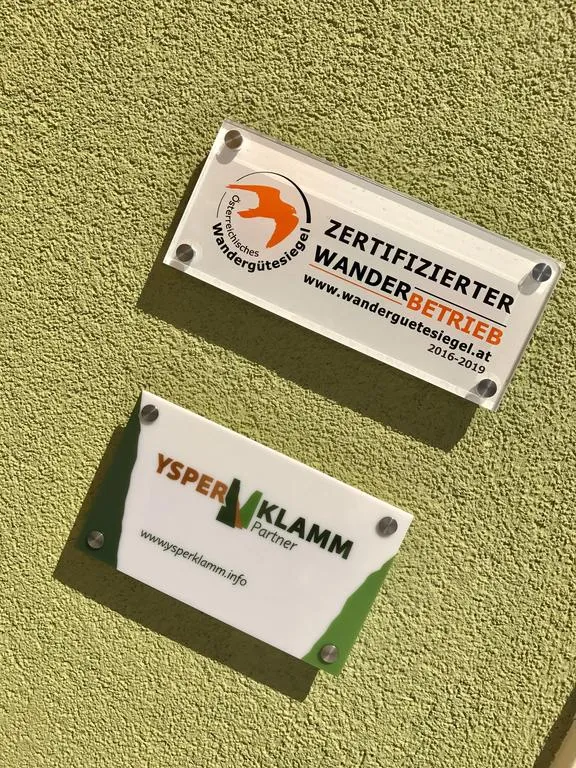 Österreichisches
Wandergütesiegel
ZERTIFIZIERTER
WANDERBETRIEB
www.wanderguetesiegel.at
2016-2019
YSPER KLAMM
Partner
www.ysperklamm.info